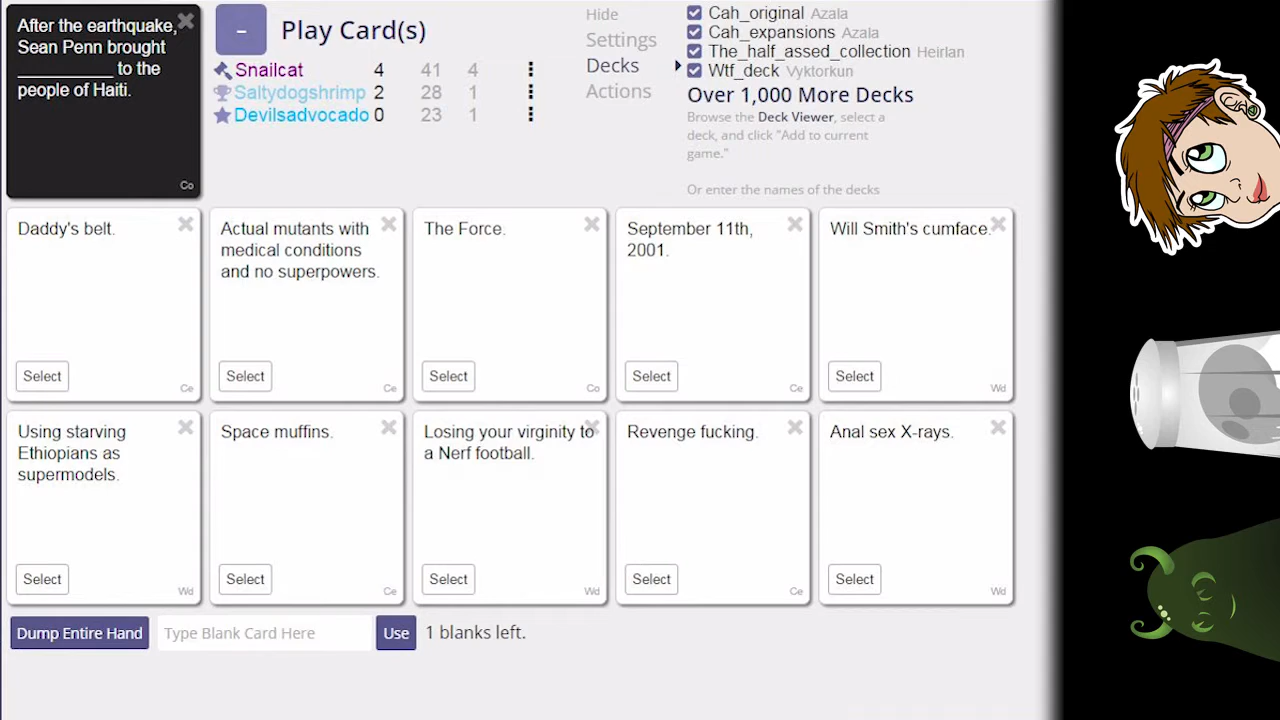 After the earthquake,
Sean Penn brought
__________ to the
people of Haiti.
Co
-
Play Card(s)
Snailcat 4 41 4
Saltydogshrimp 2 28 1
Devilsadvocado 0 23 1
Hide
Settings
Decks
Actions
Cah_original Azala
Cah_expansions Azala
The_half_assed_collection Heirlan
Wtf_deck Vyktorkun
Over 1,000 More Decks
Browse the Deck Viewer, select a
deck, and click "Add to current
game."
Or enter the names of the decks
Daddy's belt.
Select
Ce
Actual mutants with
medical conditions
and no superpowers.
Select
Ce
The Force.
Select
Co
September 11th,
2001.
Select
Ce
Will Smith's cumface.
Select
Wd
Using starving
Ethiopians as
supermodels.
Select
Wd
Space muffins.
Select
Ce
Losing your virginity to
a Nerf football.
Select
Wd
Revenge fucking.
Select
Ce
Anal sex X-rays.
Select
Wd
Dump Entire Hand
Type Blank Card Here
Use
1 blanks left.